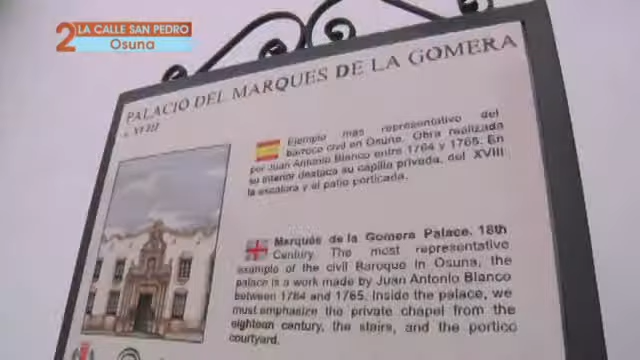 2 LA CALLE SAN PEDRO
Osuna
PALACIO DEL MARQUES DE LA GOMERA
s. XVIII
Ejemplo mas representativo del
barroco civil en Osuna. Obra realizada
por Juan Antonio Blanco entre 1764 y 1765. En
su interior destaca su capilla privada, del XVIII
la escalera y el patio porticada.
Marqués de la Gomera Palace. 18th
Century. The most representative
example of the civil Baroque in Osuna, the
palace is a work made by Juan Antonio Blanco
between 1764 and 1765. Inside the palace, we
must emphasize the private chapel from the
eighteen century, the stairs, and the portico
courtyard.